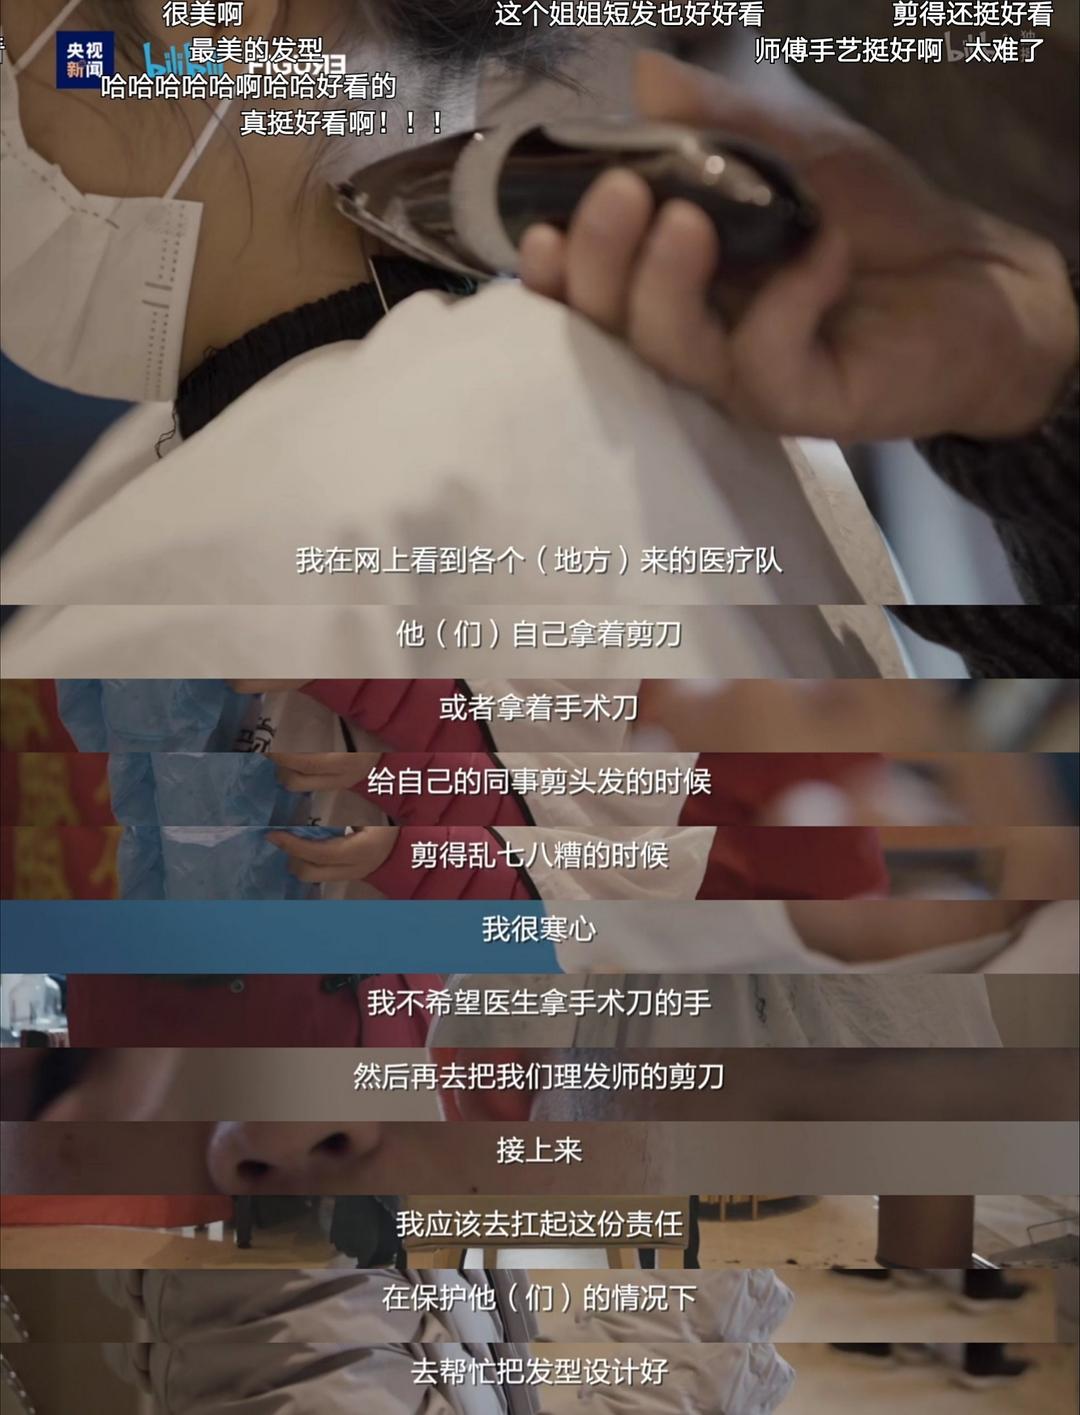 很美啊
这个姐姐短发也好好看
剪得还挺好看
最美的发型
师傅手艺挺好啊
太难了
央视
新闻
bilibili
FIGURE
哈哈哈哈哈啊哈哈好看的
真挺好看啊！！！
我在网上看到各个（地方）来的医疗队
他（们）自己拿着剪刀
或者拿着手术刀
给自己的同事剪头发的时候
剪得乱七八糟的时候
我很寒心
我不希望医生拿手术刀的手
然后再去把我们理发师的剪刀
接上来
我应该去扛起这份责任
在保护他（们）的情况下
去帮忙把发型设计好